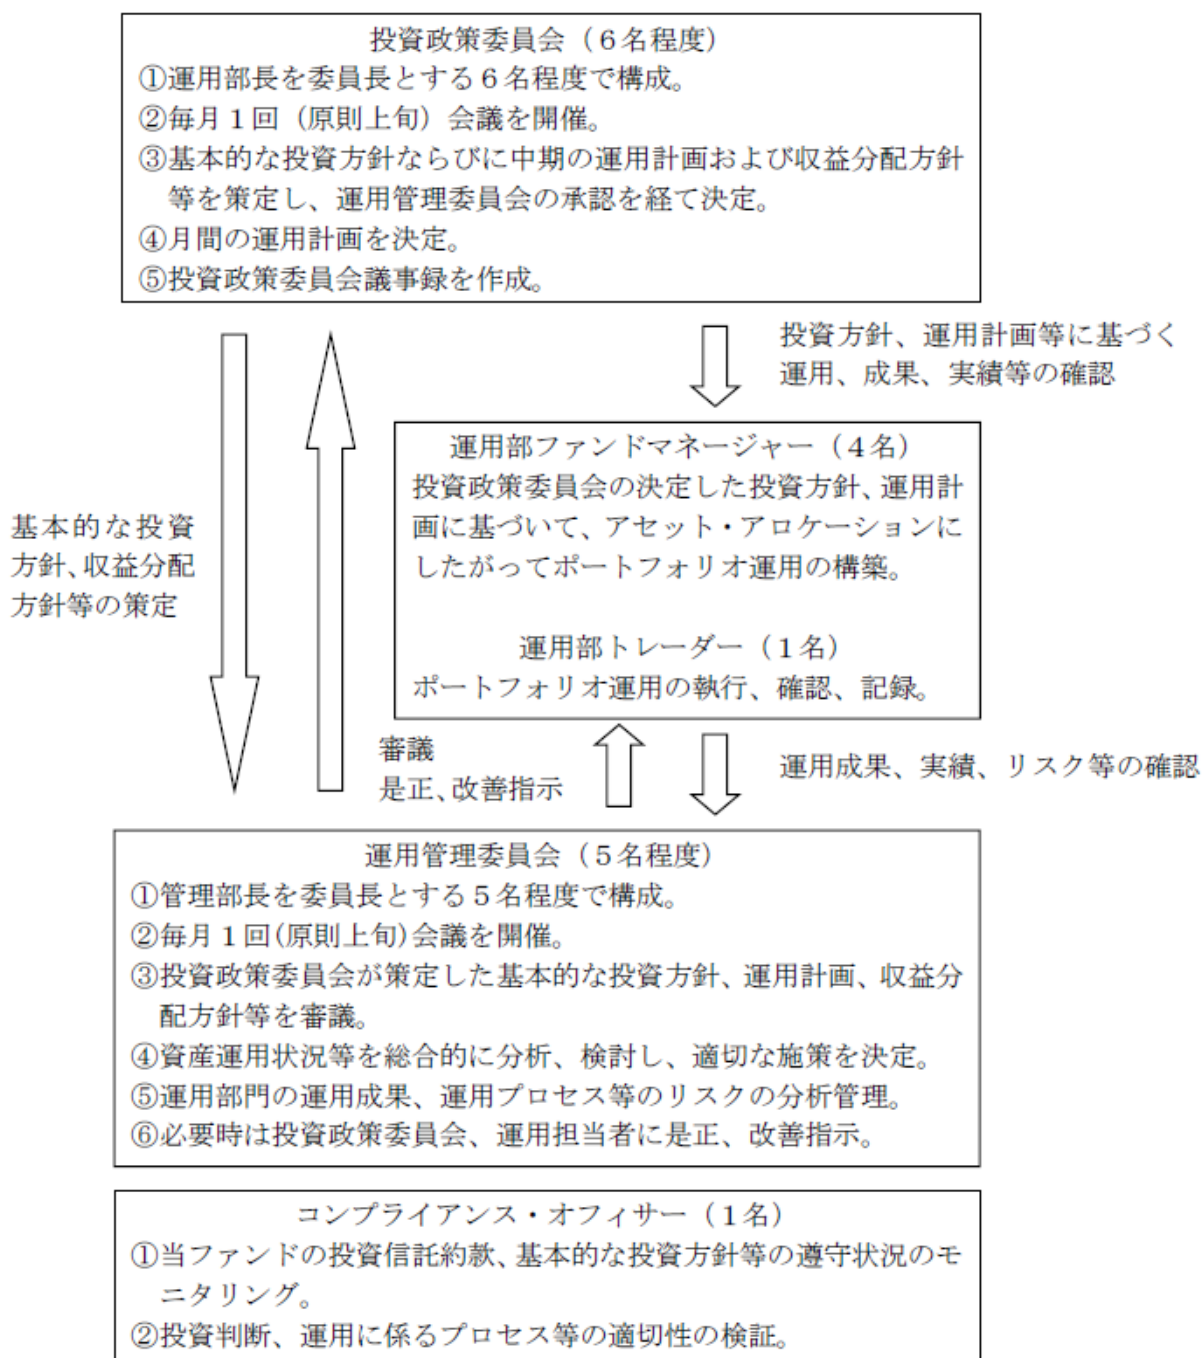 投資政策委員会（６名程度）
①運用部長を委員長とする６名程度で構成。
②毎月１回（原則上旬）会議を開催。
③基本的な投資方針ならびに中期の運用計画および収益分配方針
等を策定し、運用管理委員会の承認を経て決定。
④月間の運用計画を決定。
⑤投資政策委員会議事録を作成。
投資方針、運用計画等に基づく
運用、成果、実績等の確認
運用部ファンドマネージャー（４名）
投資政策委員会の決定した投資方針、運用計
画に基づいて、アセット・アロケーションに
したがってポートフォリオ運用の構築。
運用部トレーダー（１名）
ポートフォリオ運用の執行、確認、記録。
基本的な投資
方針、収益分配
方針等の策定
審議
是正、改善指示
運用成果、実績、リスク等の確認
運用管理委員会（５名程度）
①管理部長を委員長とする５名程度で構成。
②毎月１回(原則上旬)会議を開催。
③投資政策委員会が策定した基本的な投資方針、運用計画、収益分
配方針等を審議。
④資産運用状況等を総合的に分析、検討し、適切な施策を決定。
⑤運用部門の運用成果、運用プロセス等のリスクの分析管理。
⑥必要時は投資政策委員会、運用担当者に是正、改善指示。
コンプライアンス・オフィサー（１名）
①当ファンドの投資信託約款、基本的な投資方針等の遵守状況のモ
ニタリング。
②投資判断、運用に係るプロセス等の適切性の検証。